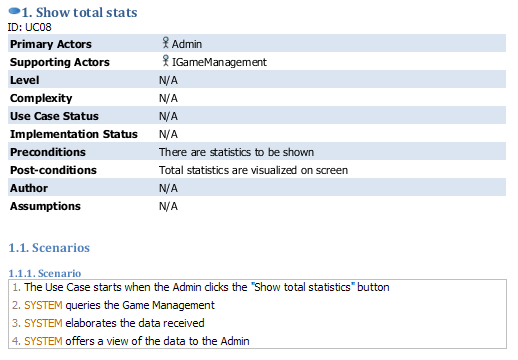 1. Show total stats
ID: UC08
Primary Actors Admin
Supporting Actors IGameManagement
Level N/A
Complexity N/A
Use Case Status N/A
Implementation Status N/A
Preconditions There are statistics to be shown
Post-conditions Total statistics are visualized on screen
Author N/A
Assumptions N/A
1.1. Scenarios
1.1.1. Scenario
1. The Use Case starts when the Admin clicks the "Show total statistics" button
2. SYSTEM queries the Game Management
3. SYSTEM elaborates the data received
4. SYSTEM offers a view of the data to the Admin